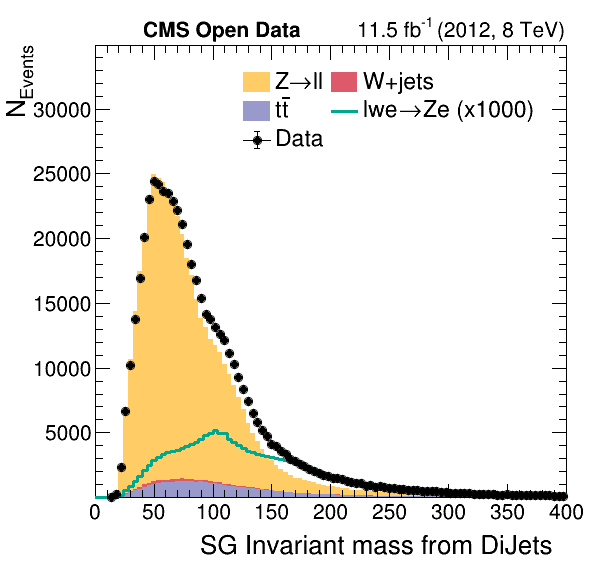 CMS Open Data 11.5 fb-1 (2012, 8 TeV)
NEvents
Z→ll W+jets
tt̄ lwe→Ze (x1000)
Data
30000
25000
20000
15000
10000
5000
0 50 100 150 200 250 300 350 400
SG Invariant mass from DiJets